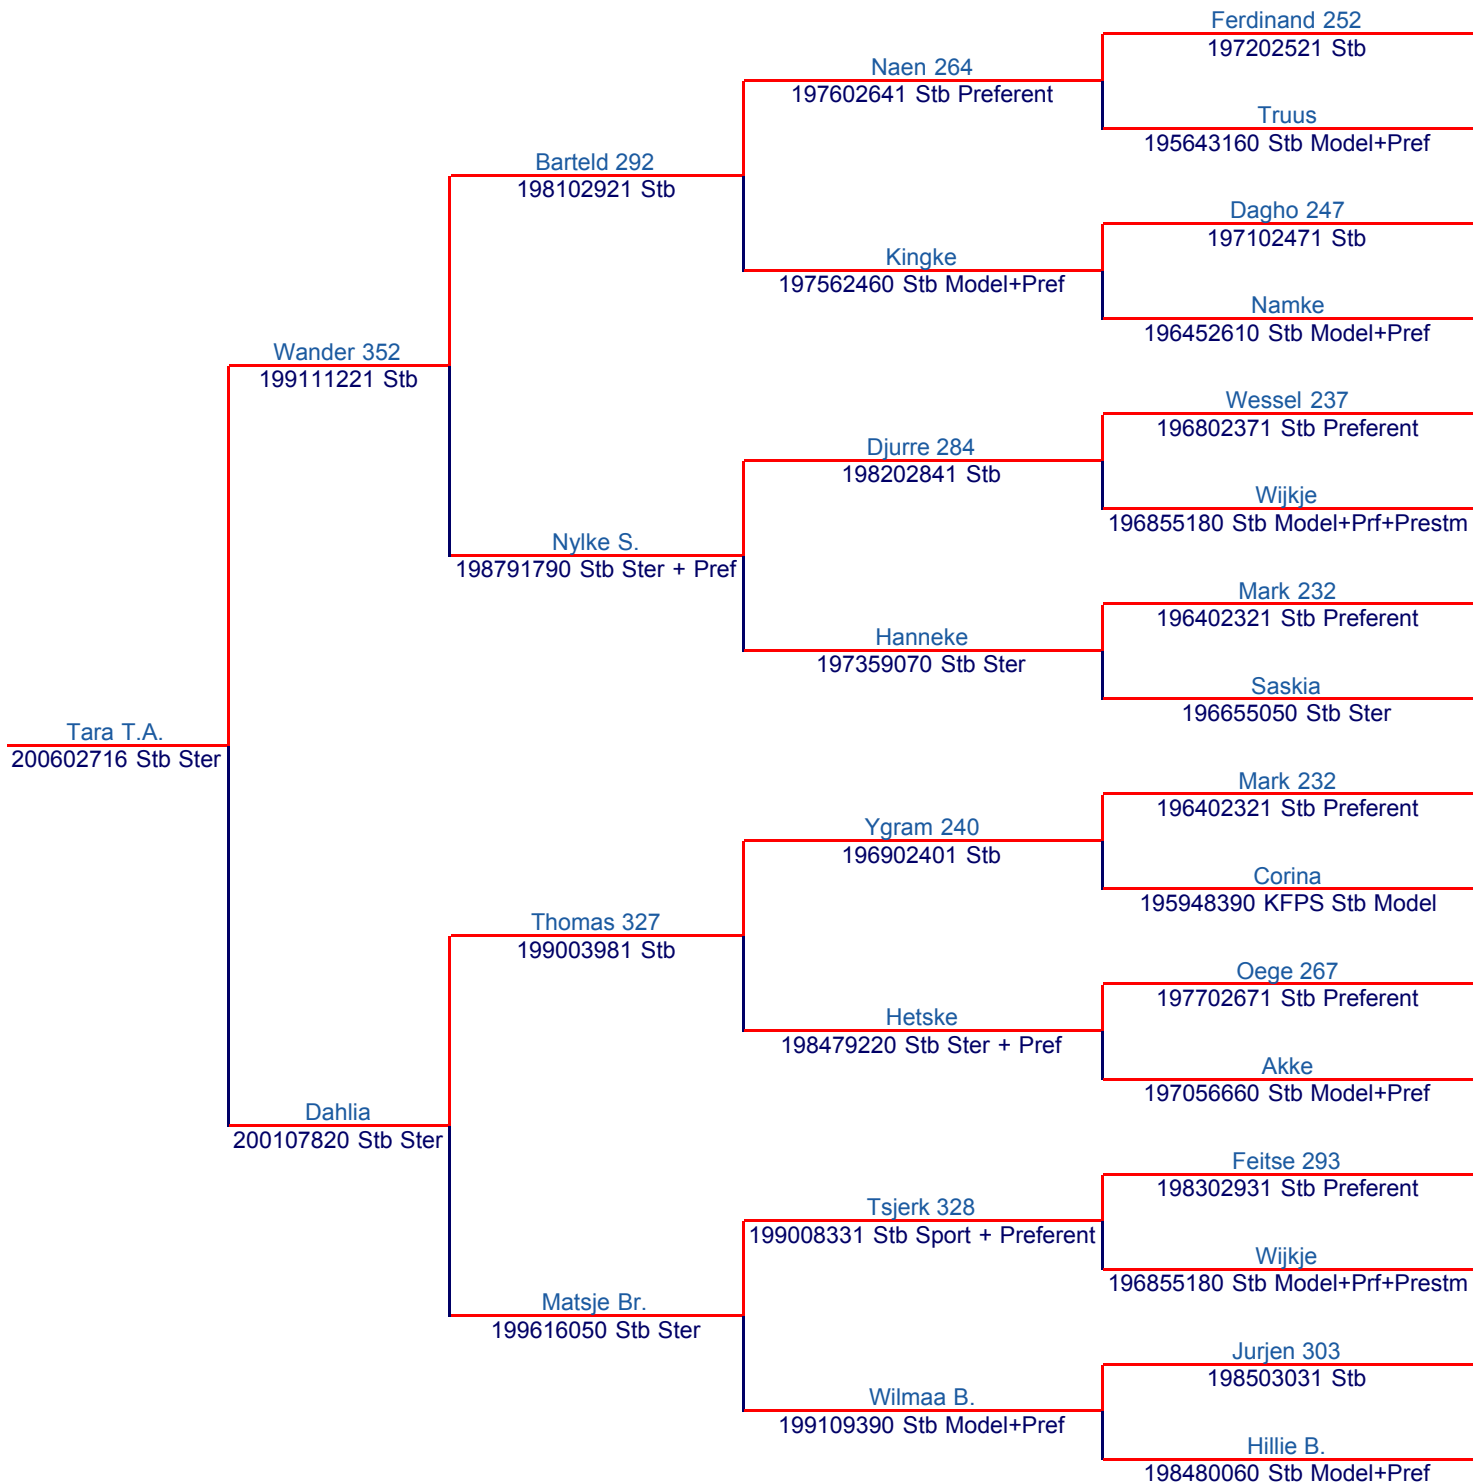 Ferdinand 252
197202521 Stb
Naen 264
197602641 Stb Preferent
Truus
195643160 Stb Model+Pref
Barteld 292
198102921 Stb
Dagho 247
197102471 Stb
Kingke
197562460 Stb Model+Pref
Namke
196452610 Stb Model+Pref
Wander 352
199111221 Stb
Wessel 237
196802371 Stb Preferent
Djurre 284
198202841 Stb
Wijkje
196855180 Stb Model+Prf+Prestm
Nylke S.
198791790 Stb Ster + Pref
Mark 232
196402321 Stb Preferent
Hanneke
197359070 Stb Ster
Saskia
196655050 Stb Ster
Tara T.A.
200602716 Stb Ster
Mark 232
196402321 Stb Preferent
Ygram 240
196902401 Stb
Corina
195948390 KFPS Stb Model
Thomas 327
199003981 Stb
Oege 267
197702671 Stb Preferent
Hetske
198479220 Stb Ster + Pref
Akke
197056660 Stb Model+Pref
Dahlia
200107820 Stb Ster
Feitse 293
198302931 Stb Preferent
Tsjerk 328
199008331 Stb Sport + Preferent
Wijkje
196855180 Stb Model+Prf+Prestm
Matsje Br.
199616050 Stb Ster
Jurjen 303
198503031 Stb
Wilmaa B.
199109390 Stb Model+Pref
Hillie B.
198480060 Stb Model+Pref